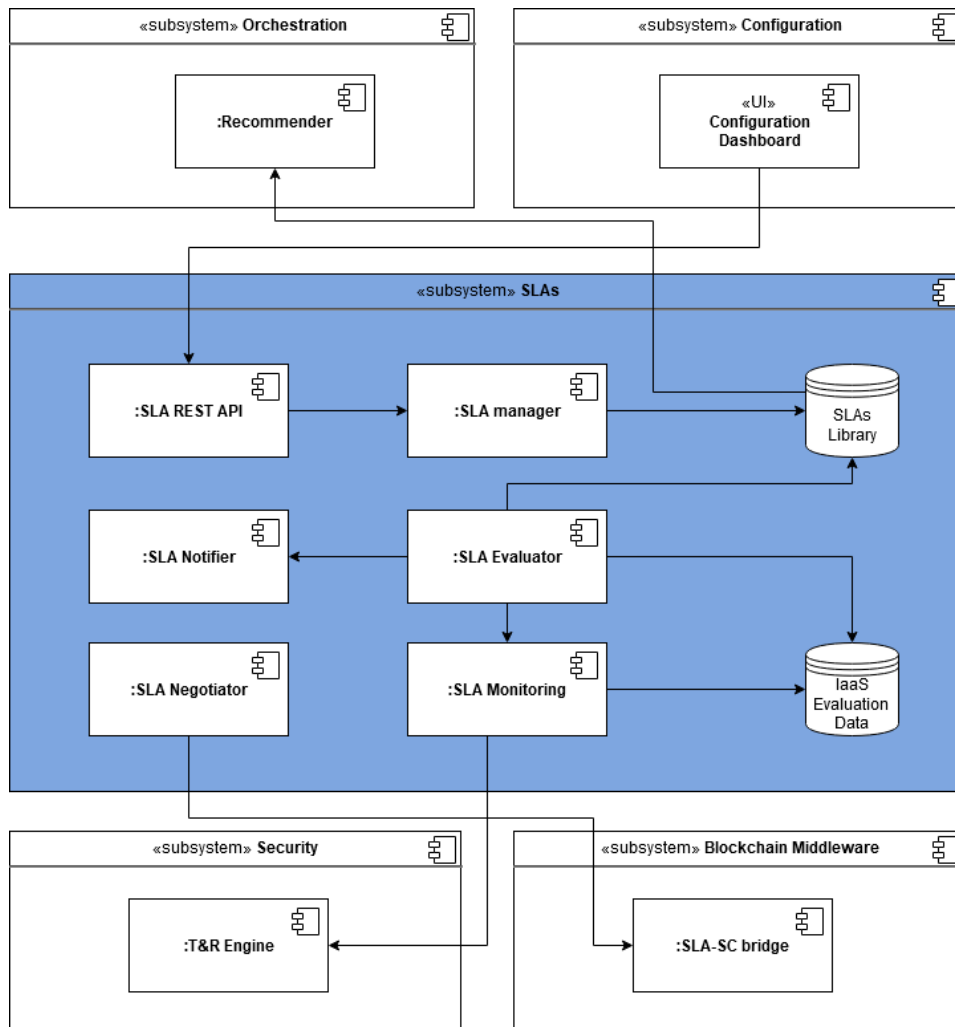 «subsystem» Orchestration
«subsystem» Configuration
:Recommender
«UI»
Configuration
Dashboard
«subsystem» SLAs
:SLA REST API
:SLA manager
SLAs
Library
:SLA Notifier
:SLA Evaluator
:SLA Negotiator
:SLA Monitoring
IaaS
Evaluation
Data
«subsystem» Security
«subsystem» Blockchain Middleware
:T&R Engine
:SLA-SC bridge